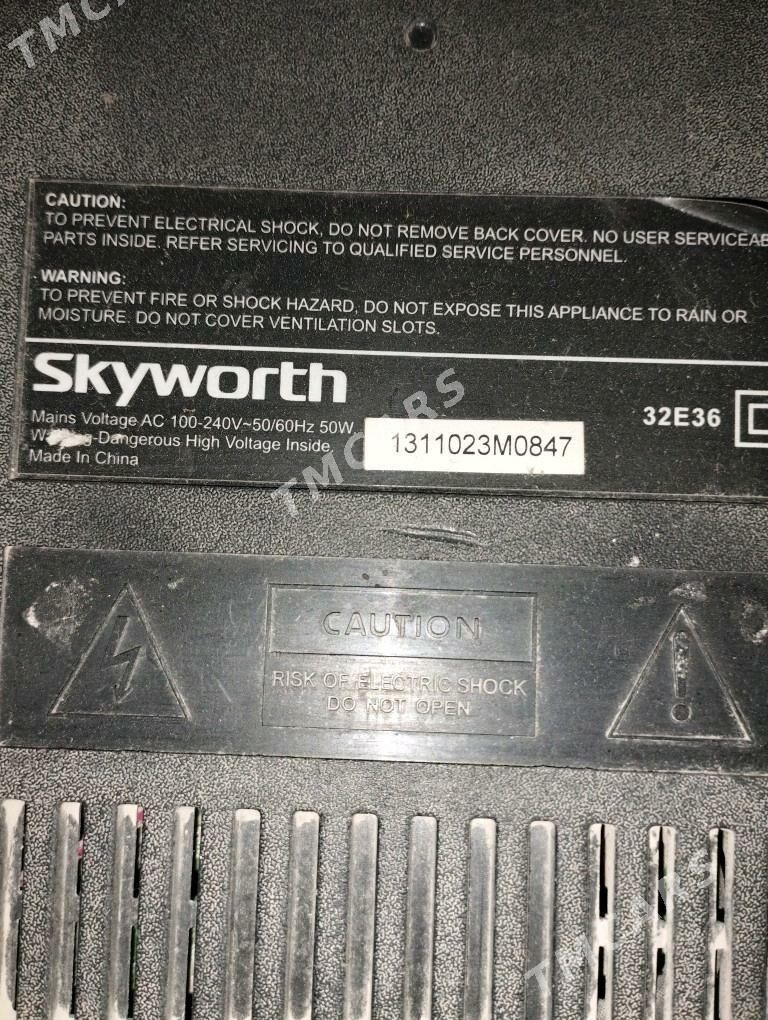 TMCARS
CAUTION:
TO PREVENT ELECTRICAL SHOCK, DO NOT REMOVE BACK COVER. NO USER SERVICEAB
PARTS INSIDE. REFER SERVICING TO QUALIFIED SERVICE PERSONNEL.
WARNING:
TO PREVENT FIRE OR SHOCK HAZARD, DO NOT EXPOSE THIS APPLIANCE TO RAIN OR
MOISTURE. DO NOT COVER VENTILATION SLOTS.
Skyworth
Mains Voltage AC 100-240V~50/60Hz 50W
-Dangerous High Voltage Inside
Made In China
1311023M0847
32E36
TMCARS
CAUTION
RISK OF ELECTRIC SHOCK
DO NOT OPEN
TMCARS